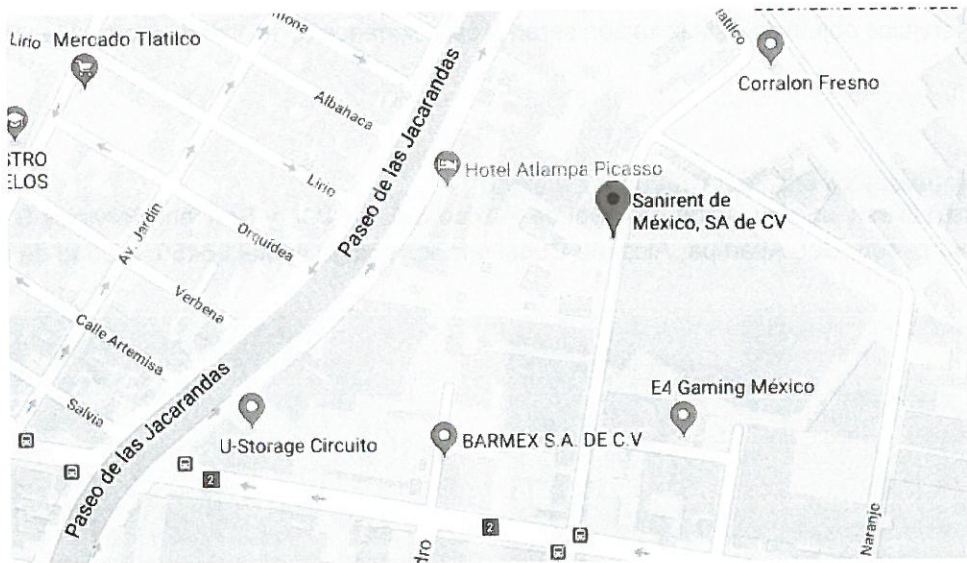 Lirio
Mercado Tlatilco
Albahaca
Lirio
Orquidea
Av. Jardín
Verbena
Calle Artemisa
Salvia
Paseo de las Jacarandas
Paseo de las Jacarandas
Hotel Atlampa Picasso
Corralon Fresno
Sanirent de
México, SA de CV
E4 Gaming México
U-Storage Circuito
BARMEX S.A. DE C.V
2
2
Naranjo